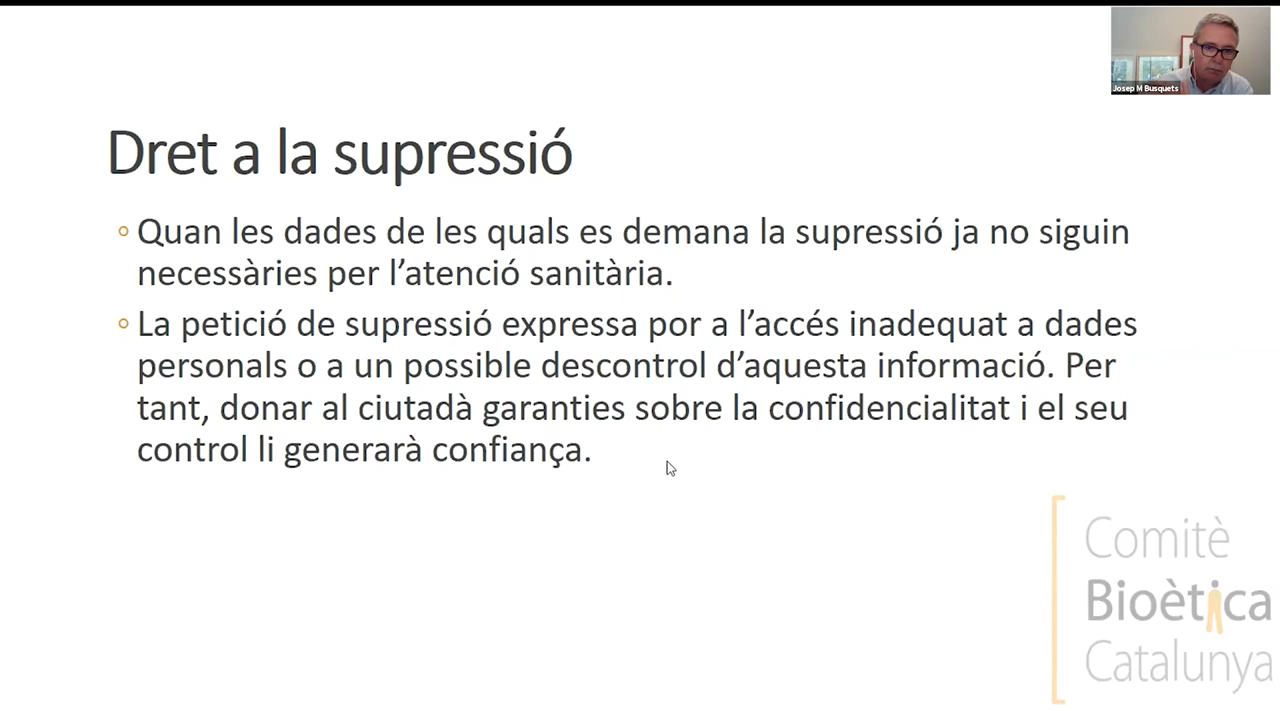 Josep M Busquets
Dret a la supressió
Quan les dades de les quals es demana la supressió ja no siguin
necessàries per l’atenció sanitària.
La petició de supressió expressa por a l’accés inadequat a dades
personals o a un possible descontrol d’aquesta informació. Per
tant, donar al ciutadà garanties sobre la confidencialitat i el seu
control li generarà confiança.
Comitè
Bioètica
Catalunya